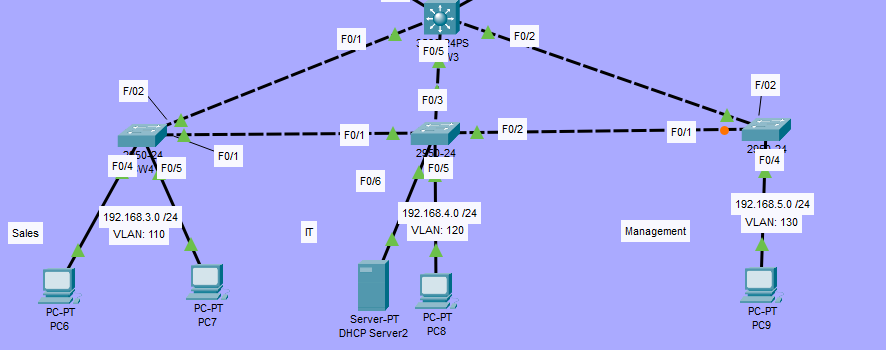 F0/1
F0/2
F0/5
F/02
F/02
F0/3
F0/1
F0/2
F0/1
F0/1
2950-24
2950-24
F0/4
F0/5
F0/5
F0/4
F0/6
192.168.3.0 /24
VLAN: 110
192.168.4.0 /24
VLAN: 120
192.168.5.0 /24
VLAN: 130
Sales
IT
Management
PC-PT
PC6
PC-PT
PC7
Server-PT
DHCP Server2
PC-PT
PC8
PC-PT
PC9